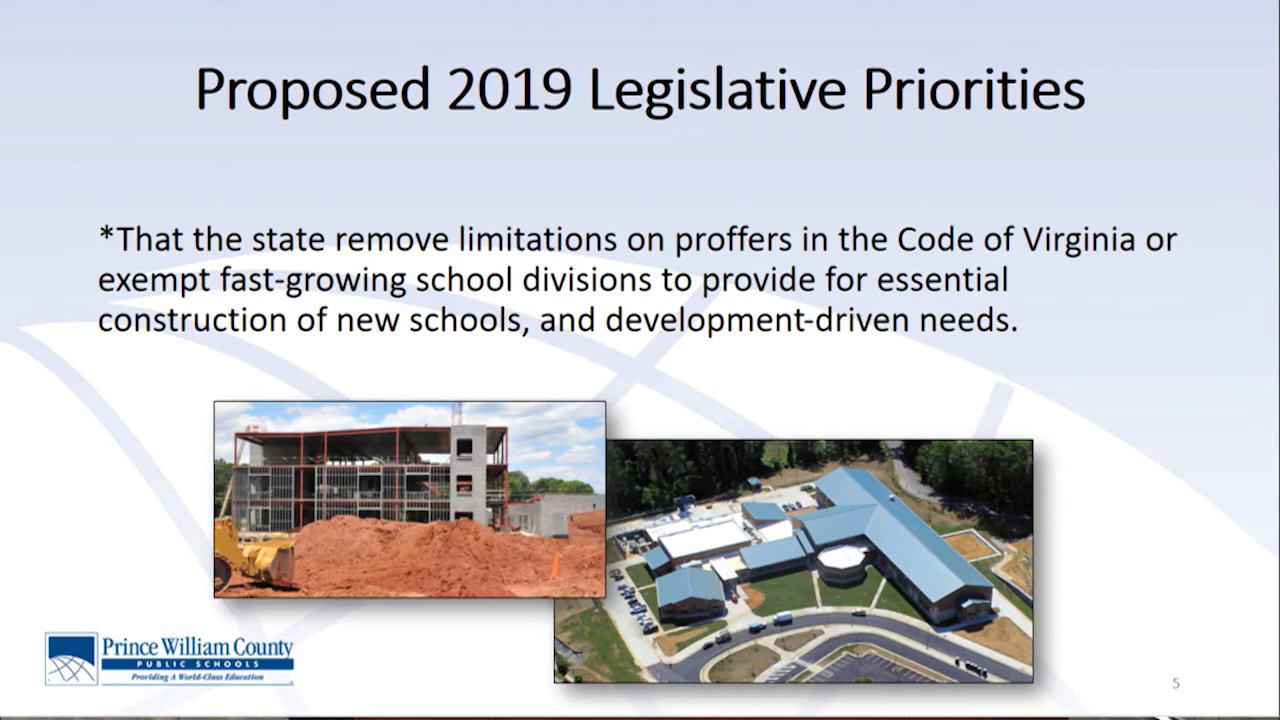 Proposed 2019 Legislative Priorities
*That the state remove limitations on proffers in the Code of Virginia or
exempt fast-growing school divisions to provide for essential
construction of new schools, and development-driven needs.
Prince William County
PUBLIC SCHOOLS
Providing A World-Class Education
5